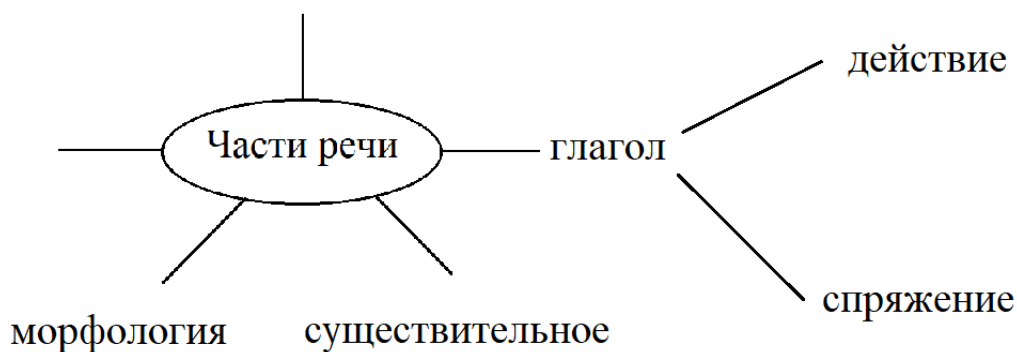 действие
Части речи
глагол
спряжение
морфология
существительное